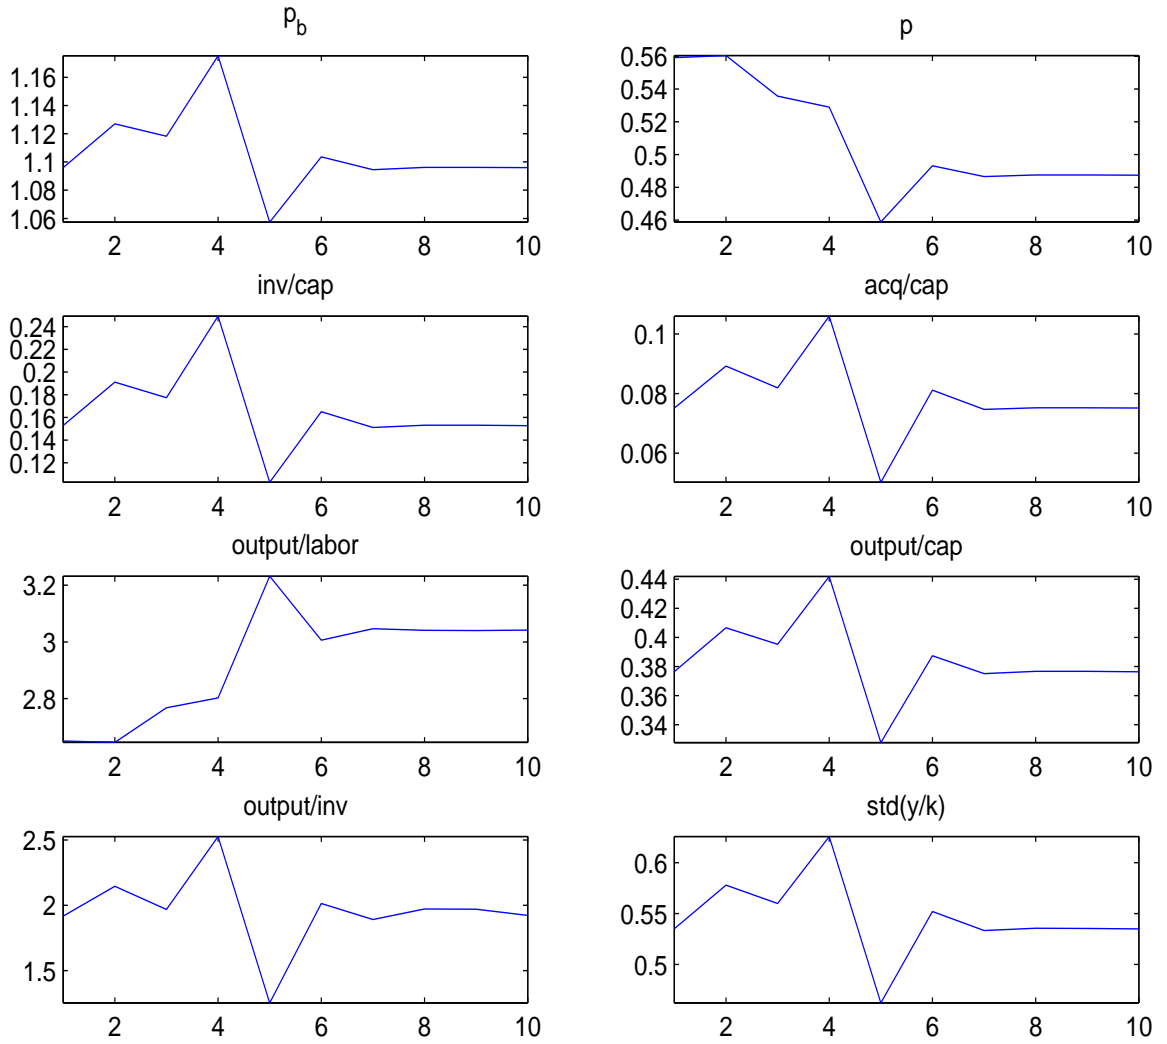 p_b
1.16
1.14
1.12
1.1
1.08
1.06
2 4 6 8 10
p
0.56
0.54
0.52
0.5
0.48
0.46
2 4 6 8 10
inv/cap
0.24
0.22
0.2
0.18
0.16
0.14
0.12
2 4 6 8 10
acq/cap
0.1
0.08
0.06
2 4 6 8 10
output/labor
3.2
3
2.8
2 4 6 8 10
output/cap
0.44
0.42
0.4
0.38
0.36
0.34
2 4 6 8 10
output/inv
2.5
2
1.5
2 4 6 8 10
std(y/k)
0.6
0.55
0.5
2 4 6 8 10